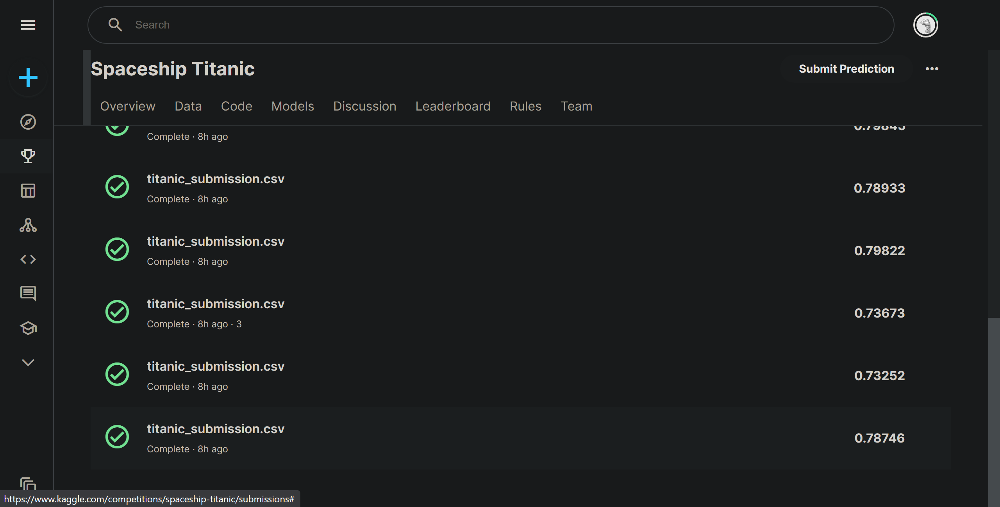 Search
Spaceship Titanic
Submit Prediction
Overview Data Code Models Discussion Leaderboard Rules Team
0.79845
Complete · 8h ago
titanic_submission.csv
0.78933
Complete · 8h ago
titanic_submission.csv
0.79822
Complete · 8h ago
titanic_submission.csv
0.73673
Complete · 8h ago · 3
titanic_submission.csv
0.73252
Complete · 8h ago
titanic_submission.csv
0.78746
Complete · 8h ago
https://www.kaggle.com/competitions/spaceship-titanic/submissions#